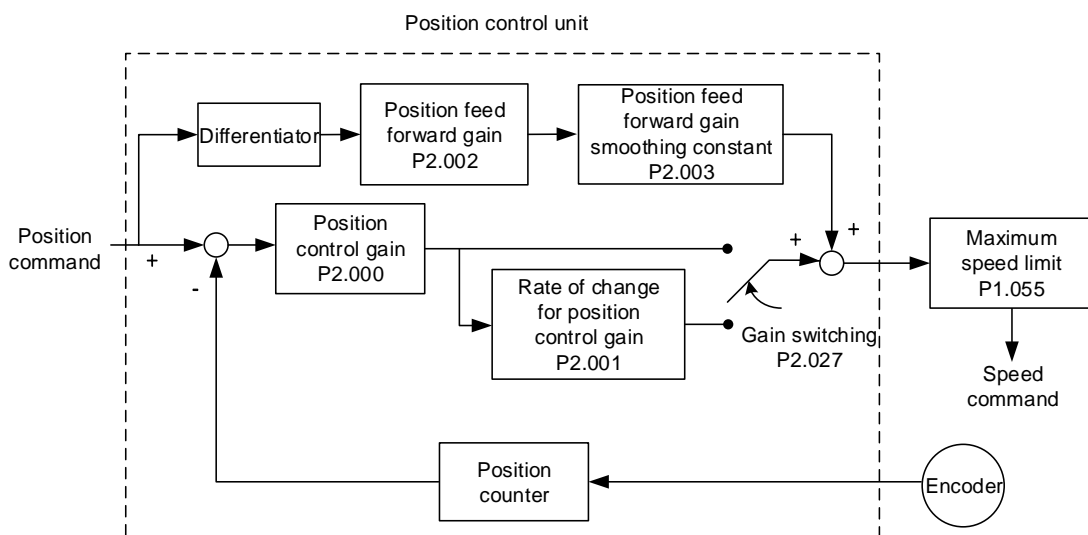 Position control unit
Differentiator
Position feed
forward gain
P2.002
Position feed
forward gain
smoothing constant
P2.003
Position
command
+
-
Position
control gain
P2.000
Rate of change
for position
control gain
P2.001
+
+
Gain switching
P2.027
Maximum
speed limit
P1.055
Speed
command
Position
counter
Encoder